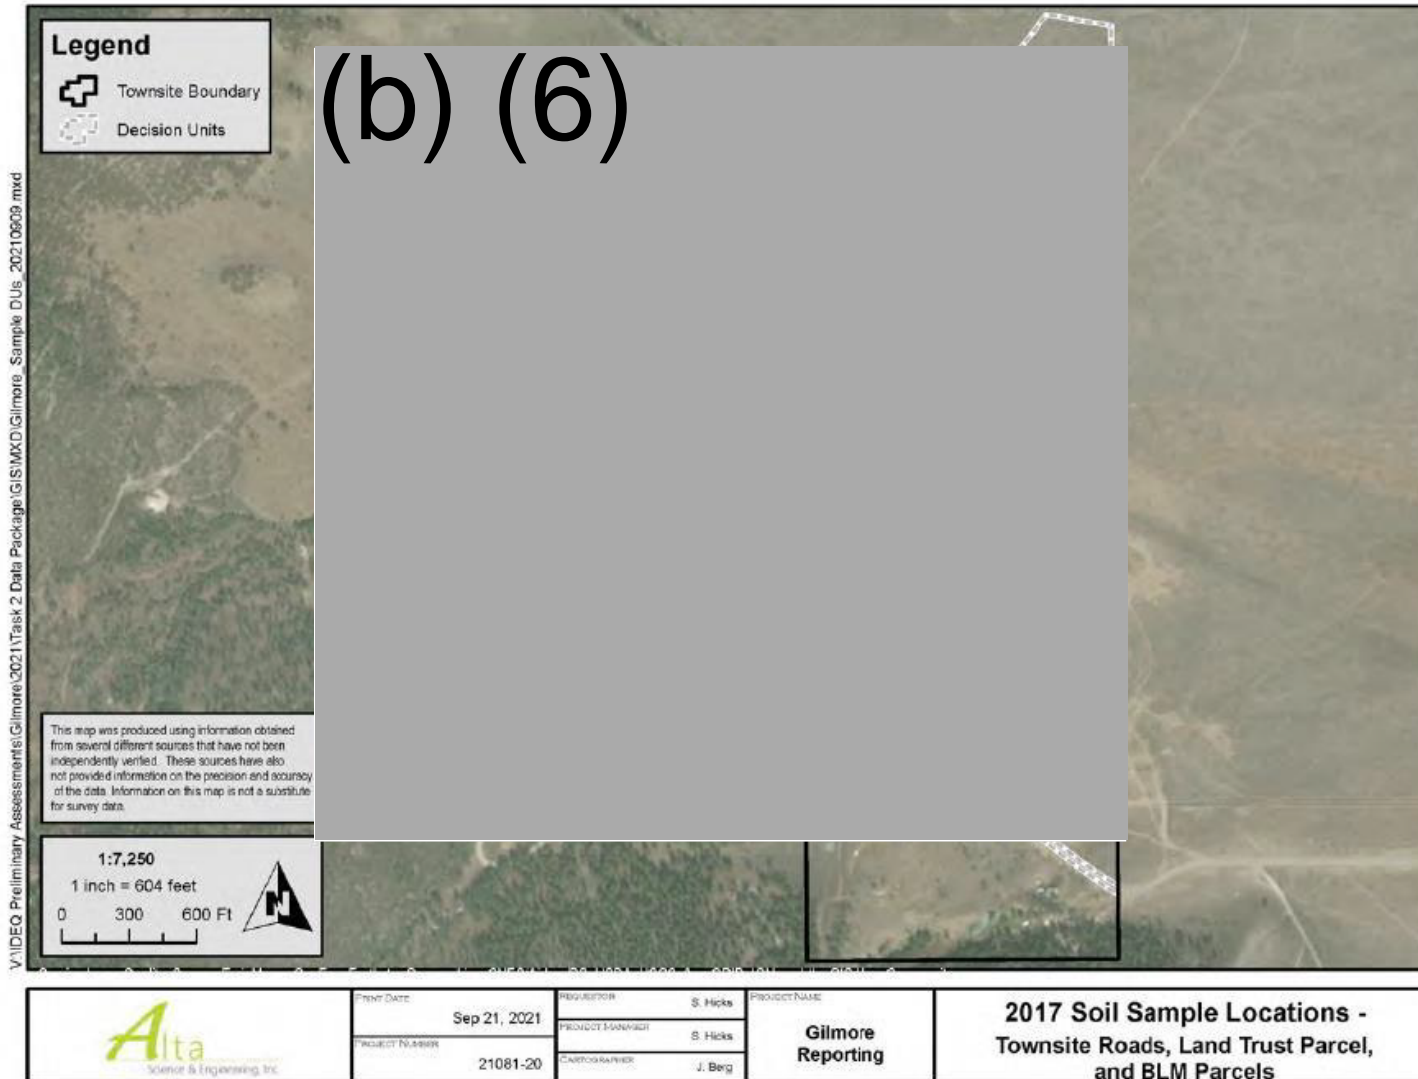 Legend
Townsite Boundary
Decision Units
(b) (6)
V:\IDEQ Preliminary Assessments\Gilmore\2021\Task 2 Data Package\GIS\MXD\Gilmore_Sample DUs_20210909.mxd
This map was produced using information obtained
from several different sources that have not been
independently verified. These sources have also
not provided information on the precision and accuracy
of the data. Information on this map is not a substitute
for survey data.
1:7,250
1 inch = 604 feet
0 300 600 Ft
N
Alta
Science & Engineering, Inc.
PRINT DATE
Sep 21, 2021
PROJECT NUMBER
21081-20
REQUESTOR
S. Hicks
PROJECT MANAGER
S. Hicks
CARTOGRAPHER
J. Berg
PROJECT NAME
Gilmore
Reporting
2017 Soil Sample Locations -
Townsite Roads, Land Trust Parcel,
and BLM Parcels